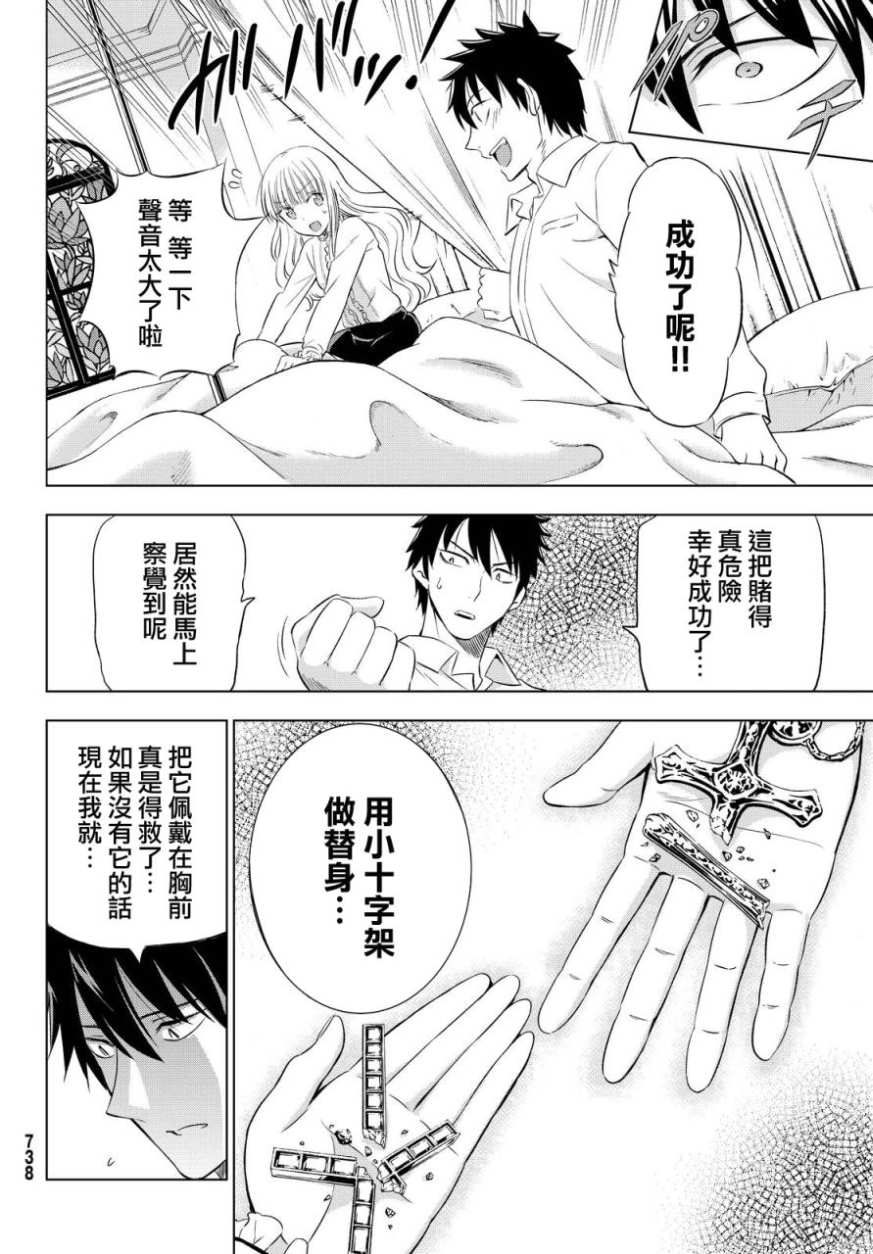 パチ
ガバッ
成功了呢!!
等 等一下
聲音太大了啦
這把賭得
真危險
幸好成功了…
居然能馬上
察覺到呢
用小十字架
做替身…
把它佩戴在胸前
真是得救了…
如果沒有它的話
現在我就…
738